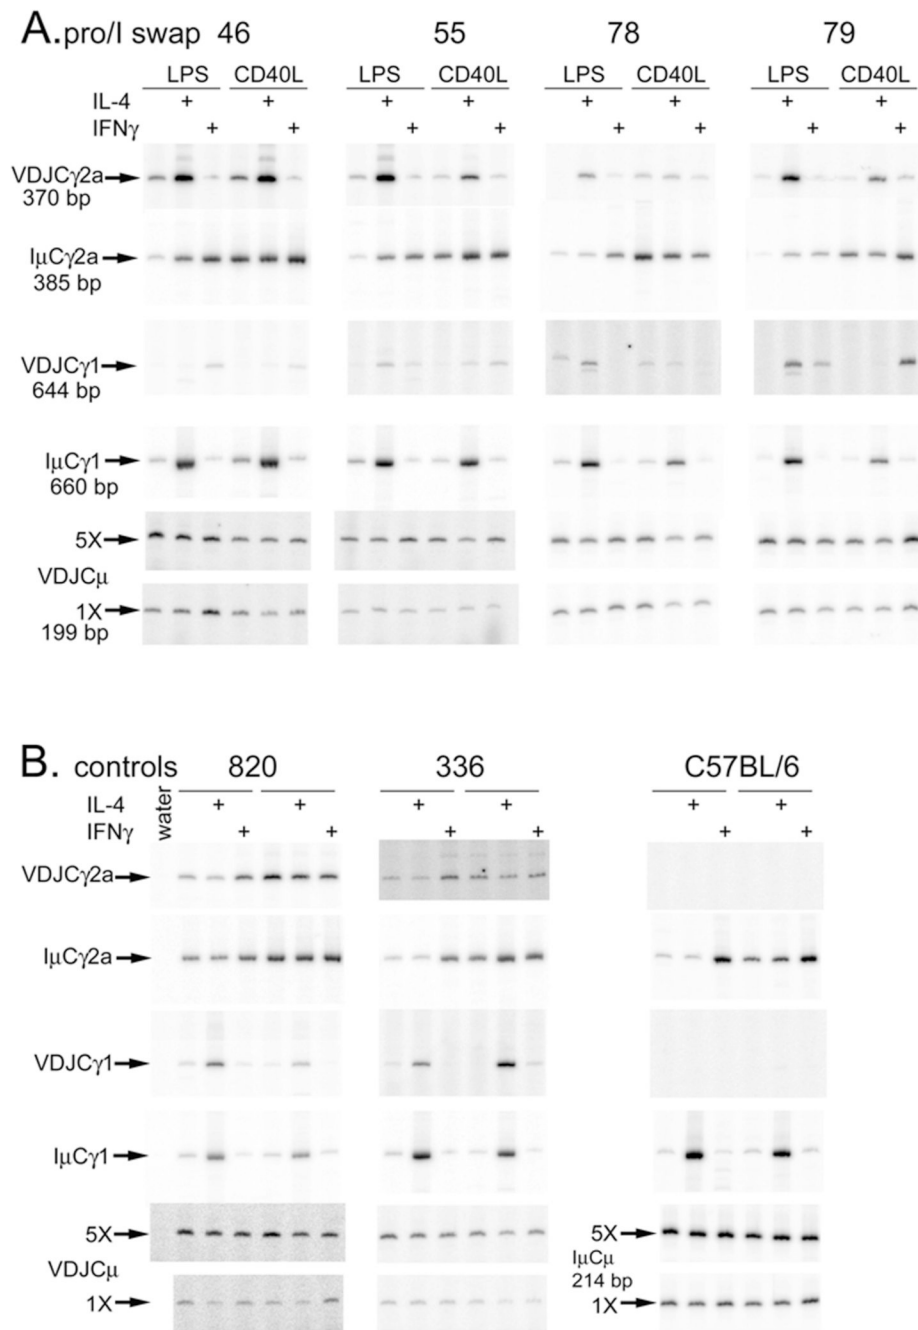 A. pro/I swap 46 55 78 79
LPS CD40L LPS CD40L LPS CD40L LPS CD40L
IL-4 + + + + + + + +
IFNγ + + + + + + + +
VDJCγ2a
370 bp
IμCγ2a
385 bp
VDJCγ1
644 bp
IμCγ1
660 bp
5X
VDJCμ
1X
199 bp
B. controls 820 336 C57BL/6
water
IL-4 + + + + + +
IFNγ + + + + + +
VDJCγ2a
IμCγ2a
VDJCγ1
IμCγ1
5X 5X
VDJCμ IμCμ
214 bp
1X 1X